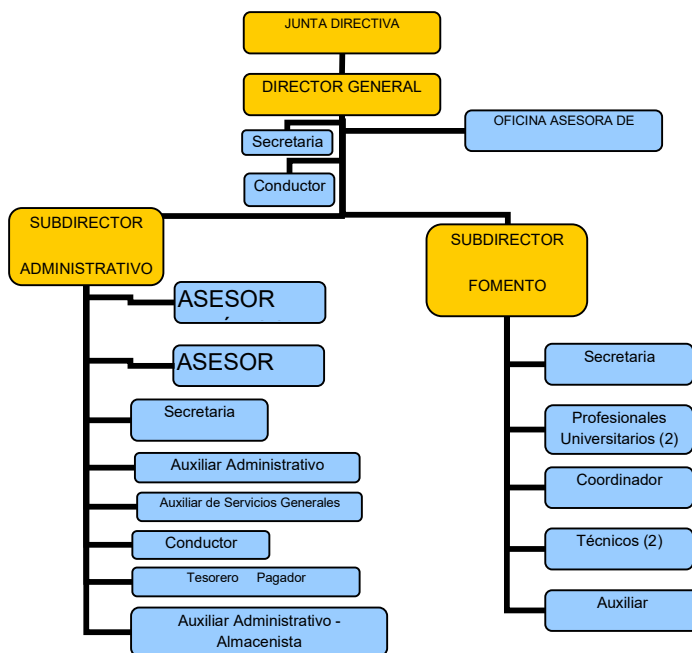 JUNTA DIRECTIVA
DIRECTOR GENERAL
OFICINA ASESORA DE
Secretaria
Conductor
SUBDIRECTOR
ADMINISTRATIVO
SUBDIRECTOR
FOMENTO
ASESOR
ASESOR
Secretaria
Auxiliar Administrativo
Auxiliar de Servicios Generales
Conductor
Tesorero Pagador
Auxiliar Administrativo -
Almacenista
Secretaria
Profesionales
Universitarios (2)
Coordinador
Técnicos (2)
Auxiliar